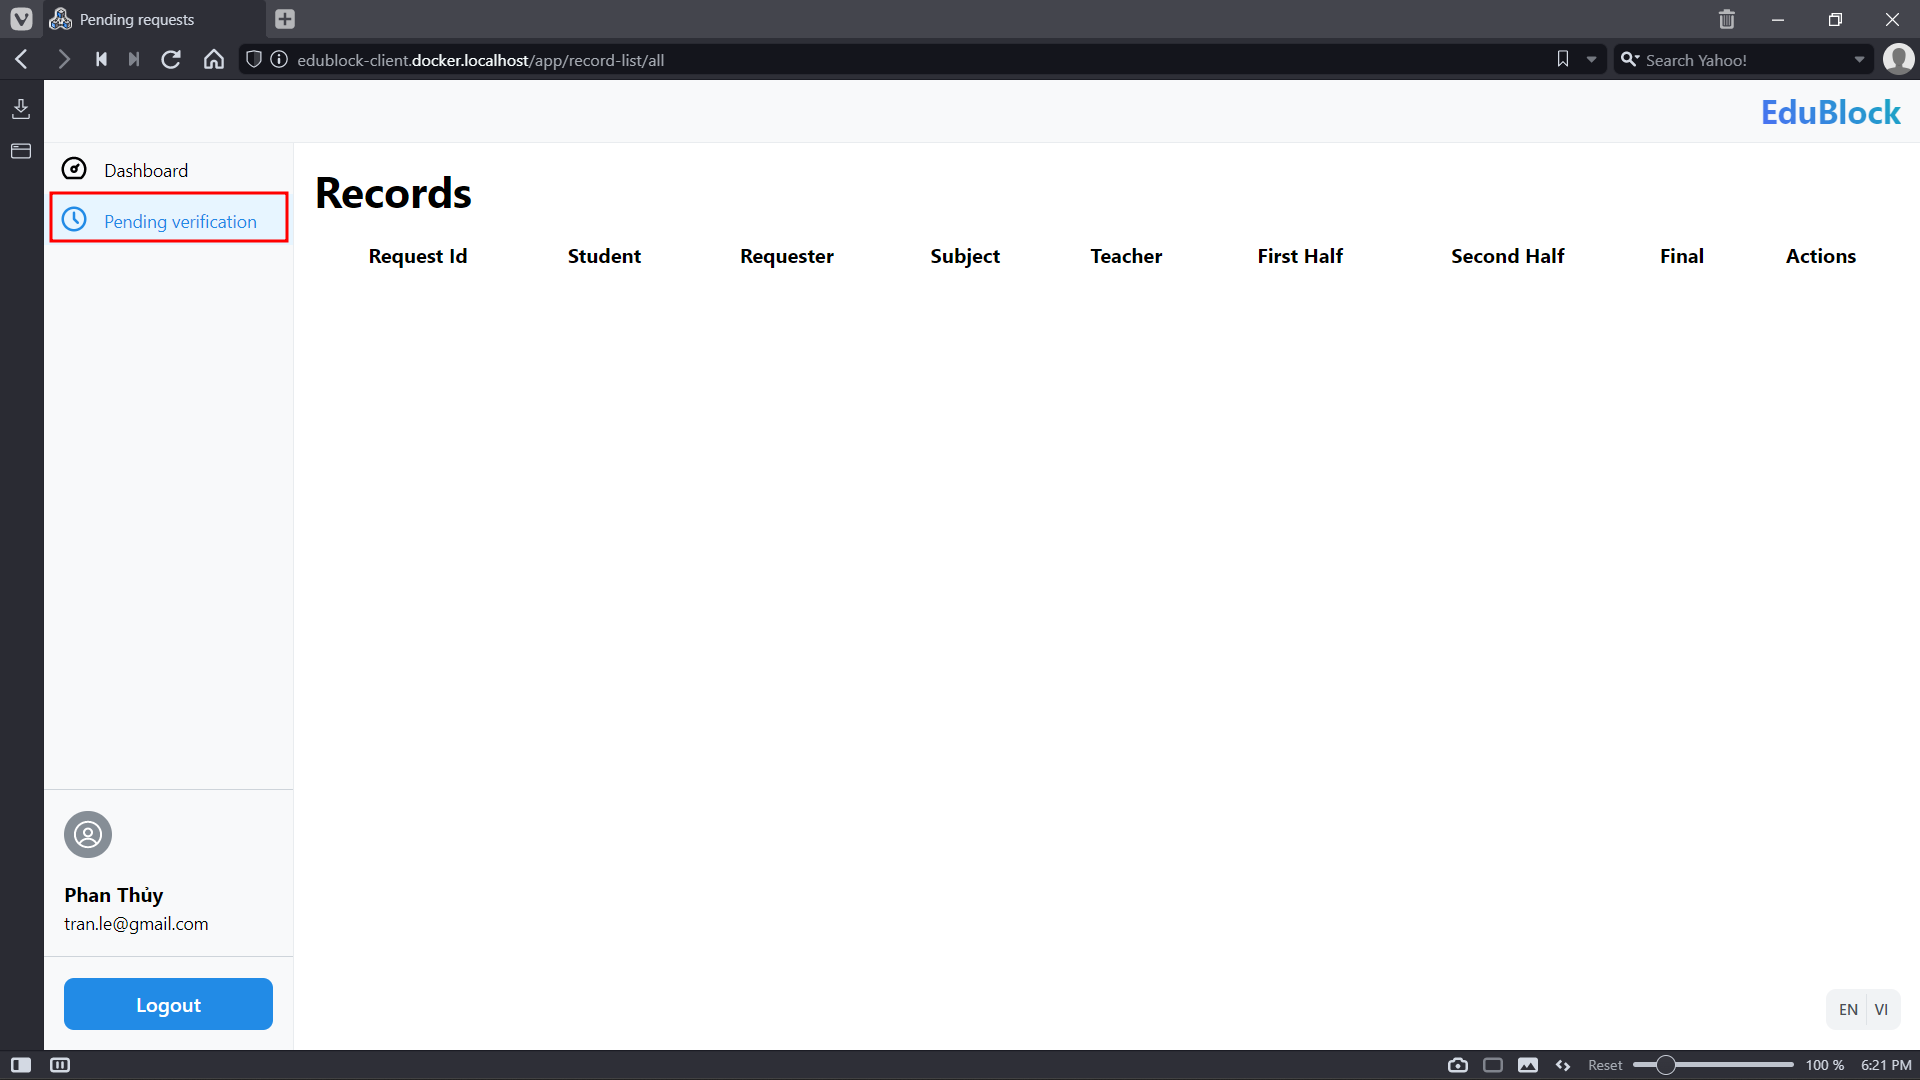 Pending requests
edublock-client.docker.localhost/app/record-list/all
Search Yahoo!
EduBlock
Dashboard
Pending verification
Records
Request Id Student Requester Subject Teacher First Half Second Half Final Actions
Phan Thủy
tran.le@gmail.com
Logout
EN VI
Reset 100 % 6:21 PM